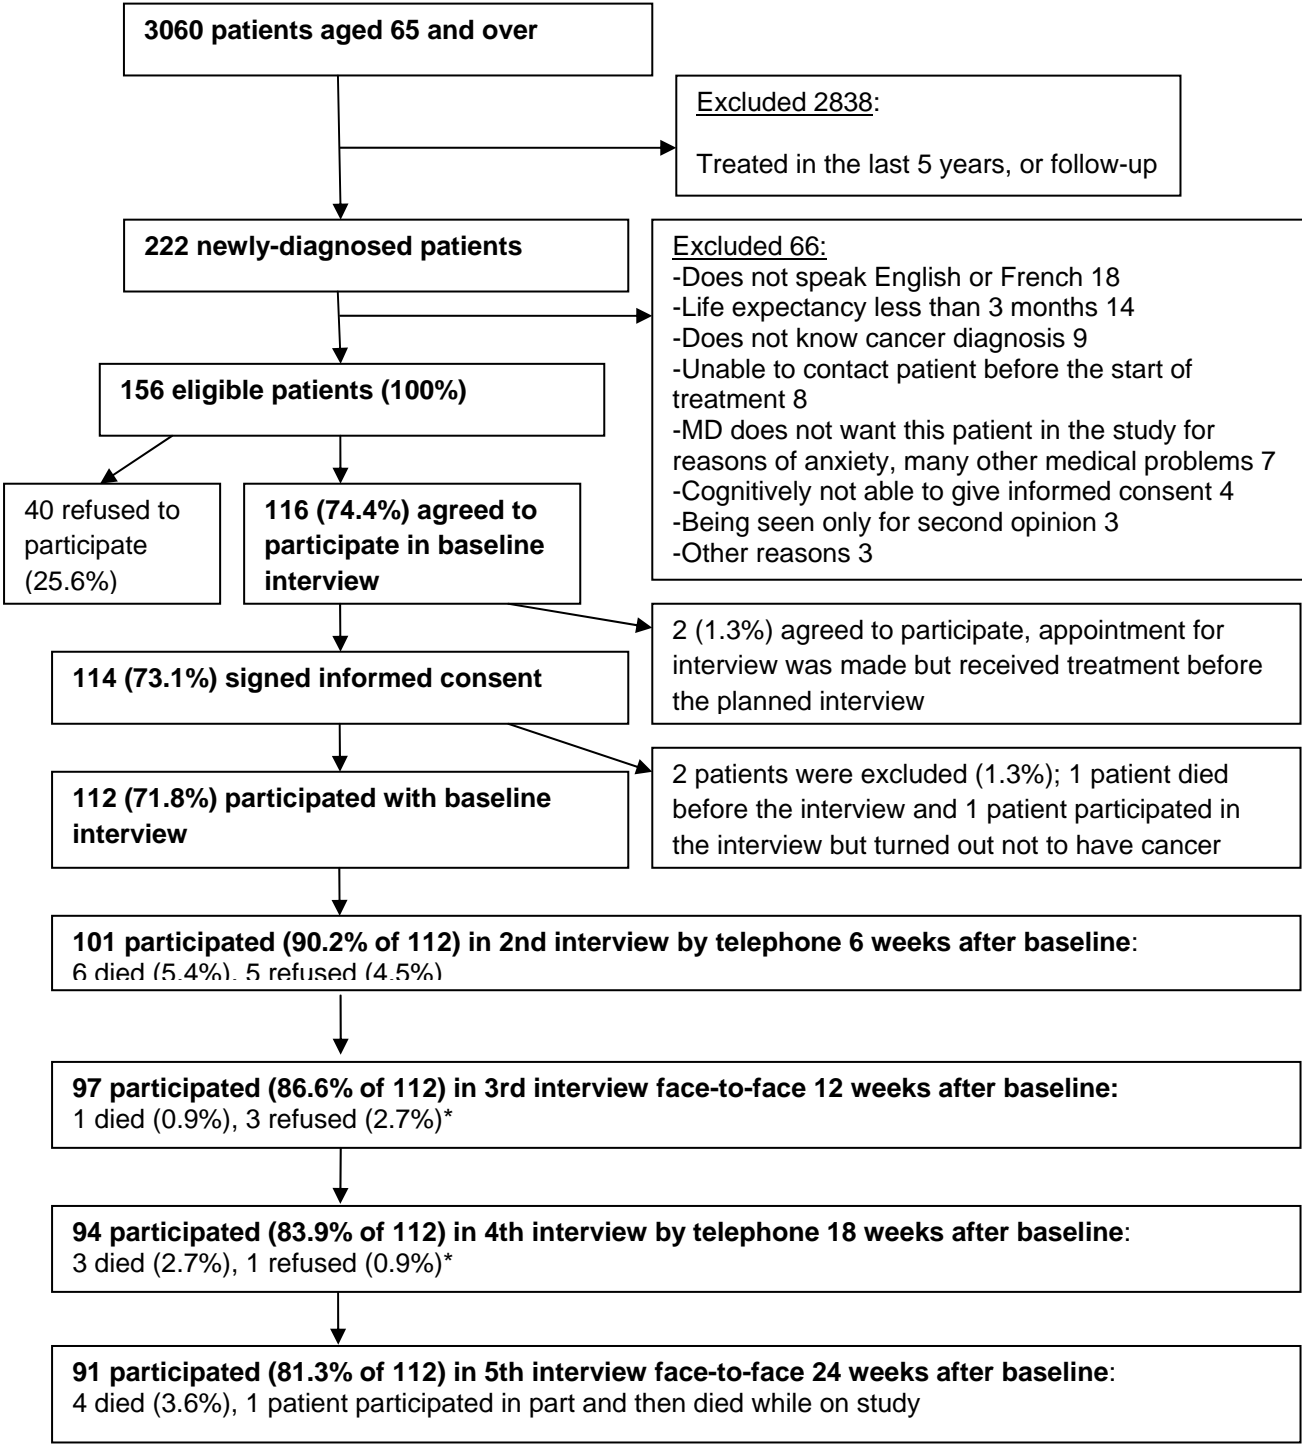 3060 patients aged 65 and over
Excluded 2838:
Treated in the last 5 years, or follow-up
222 newly-diagnosed patients
Excluded 66:
-Does not speak English or French 18
-Life expectancy less than 3 months 14
-Does not know cancer diagnosis 9
-Unable to contact patient before the start of
treatment 8
-MD does not want this patient in the study for
reasons of anxiety, many other medical problems 7
-Cognitively not able to give informed consent 4
-Being seen only for second opinion 3
-Other reasons 3
156 eligible patients (100%)
40 refused to
participate
(25.6%)
116 (74.4%) agreed to
participate in baseline
interview
2 (1.3%) agreed to participate, appointment for
interview was made but received treatment before
the planned interview
114 (73.1%) signed informed consent
2 patients were excluded (1.3%); 1 patient died
before the interview and 1 patient participated in
the interview but turned out not to have cancer
112 (71.8%) participated with baseline
interview
101 participated (90.2% of 112) in 2nd interview by telephone 6 weeks after baseline:
6 died (5.4%), 5 refused (4.5%)
97 participated (86.6% of 112) in 3rd interview face-to-face 12 weeks after baseline:
1 died (0.9%), 3 refused (2.7%)*
94 participated (83.9% of 112) in 4th interview by telephone 18 weeks after baseline:
3 died (2.7%), 1 refused (0.9%)*
91 participated (81.3% of 112) in 5th interview face-to-face 24 weeks after baseline:
4 died (3.6%), 1 patient participated in part and then died while on study